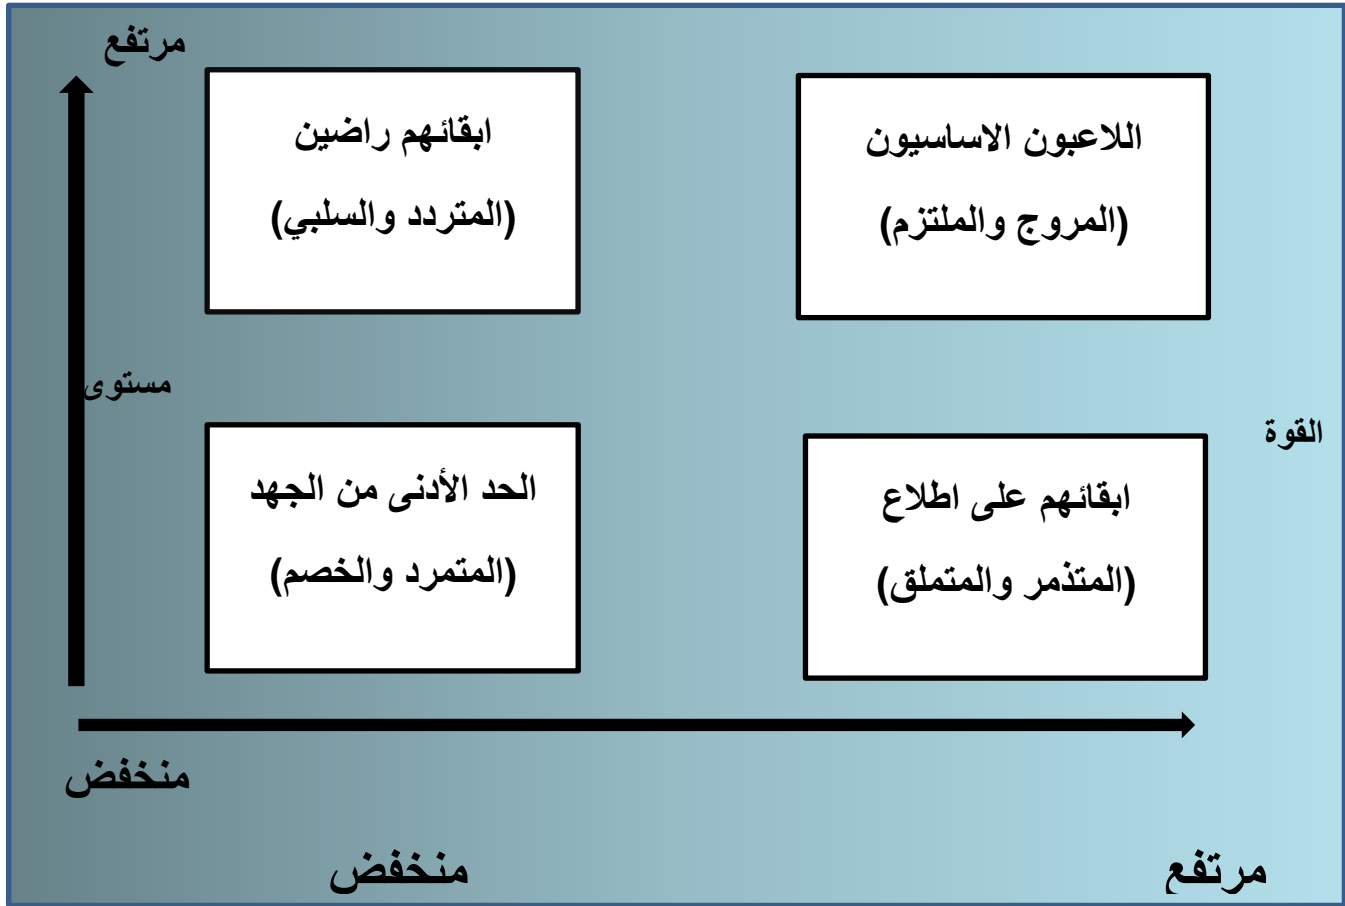 مرتفع
اللاعبون الاساسيون
(المروج والملتزم)
ابقائهم راضين
(المتردد والسلبي)
مستوى
القوة
ابقائهم على اطلاع
(المتذمر والمتملق)
الحد الأدنى من الجهد
(المتمرد والخصم)
منخفض
مرتفع
منخفض